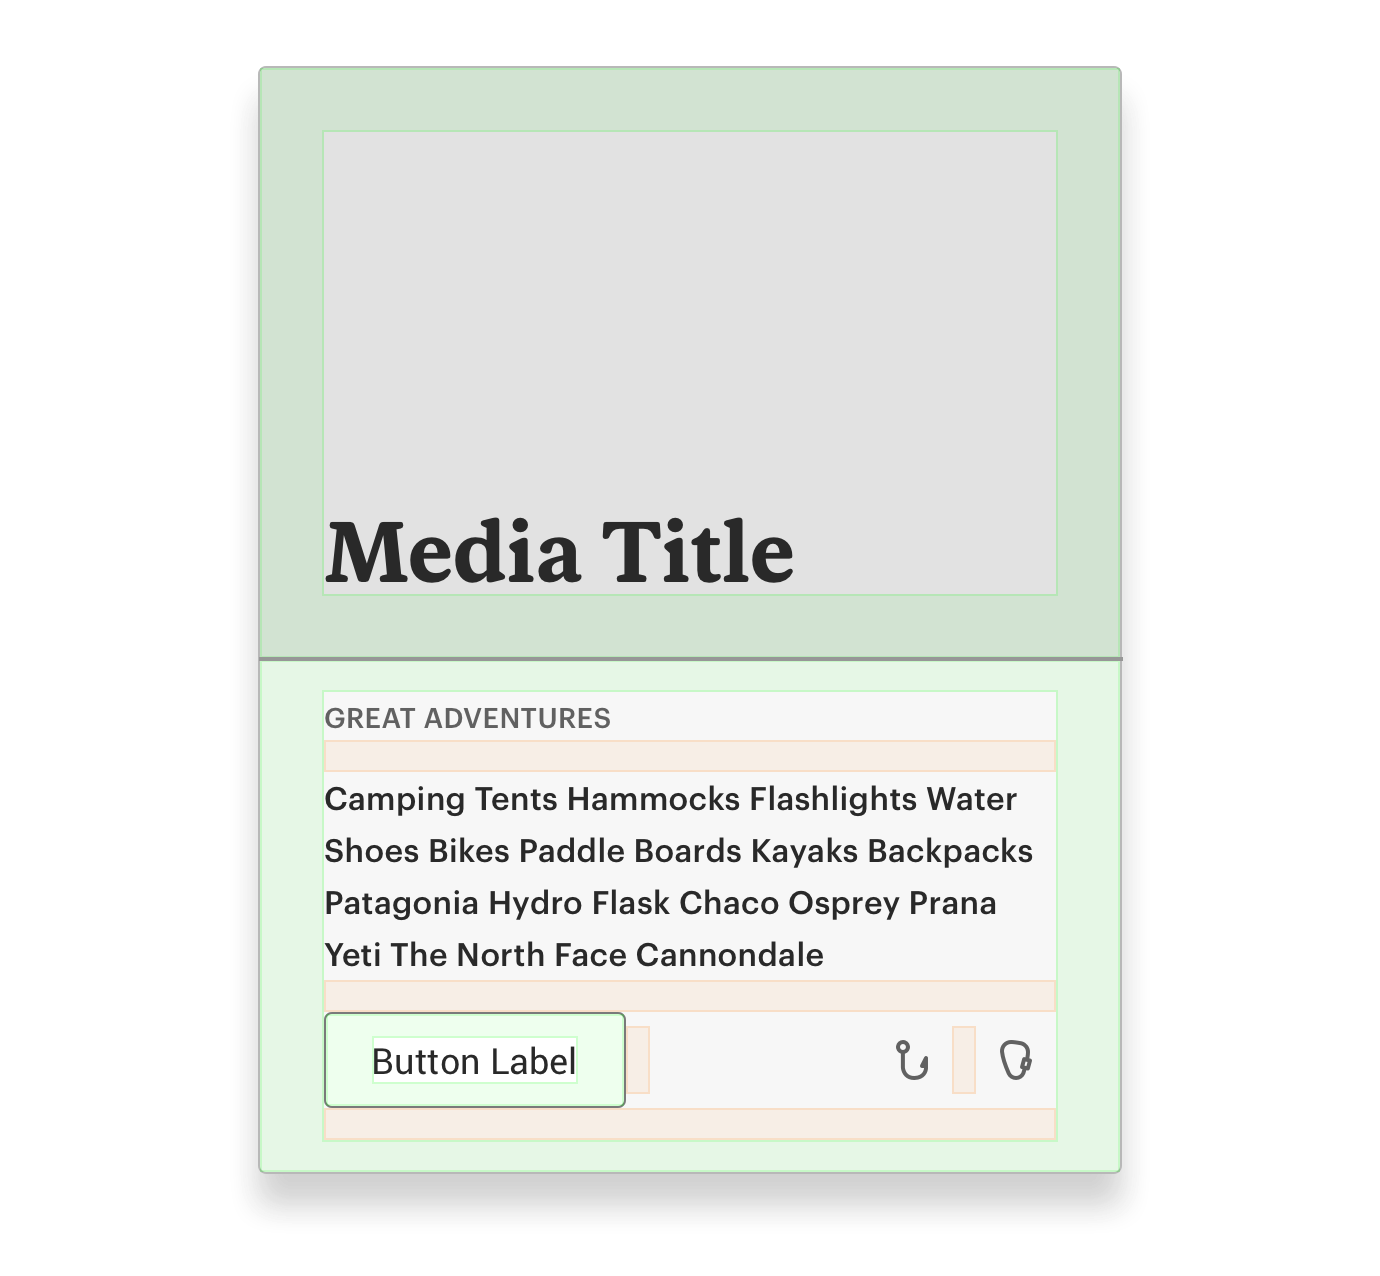 Media Title
GREAT ADVENTURES
Camping Tents Hammocks Flashlights Water
Shoes Bikes Paddle Boards Kayaks Backpacks
Patagonia Hydro Flask Chaco Osprey Prana
Yeti The North Face Cannondale
Button Label